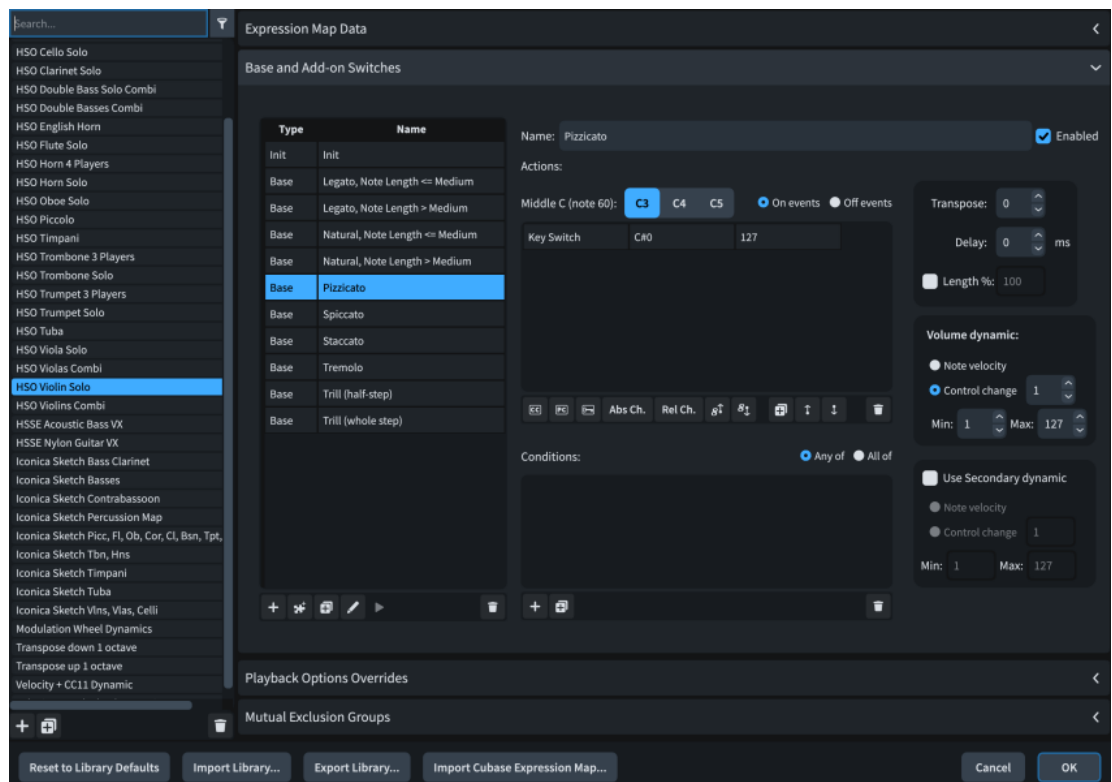 Search...
HSO Cello Solo
HSO Clarinet Solo
HSO Double Bass Solo Combi
HSO Double Basses Combi
HSO English Horn
HSO Flute Solo
HSO Horn 4 Players
HSO Horn Solo
HSO Oboe Solo
HSO Piccolo
HSO Timpani
HSO Trombone 3 Players
HSO Trombone Solo
HSO Trumpet 3 Players
HSO Trumpet Solo
HSO Tuba
HSO Viola Solo
HSO Violas Combi
HSO Violin Solo
HSO Violins Combi
HSSE Acoustic Bass VX
HSSE Nylon Guitar VX
Iconica Sketch Bass Clarinet
Iconica Sketch Basses
Iconica Sketch Contrabassoon
Iconica Sketch Percussion Map
Iconica Sketch Picc, Fl, Ob, Cor, Cl, Bsn, Tpt,
Iconica Sketch Tbn, Hns
Iconica Sketch Timpani
Iconica Sketch Tuba
Iconica Sketch Vlns, Vlas, Celli
Modulation Wheel Dynamics
Transpose down 1 octave
Transpose up 1 octave
Velocity + CC11 Dynamic
Expression Map Data
Base and Add-on Switches
Type Name
Init Init
Base Legato, Note Length <= Medium
Base Legato, Note Length > Medium
Base Natural, Note Length <= Medium
Base Natural, Note Length > Medium
Base Pizzicato
Base Spiccato
Base Staccato
Base Tremolo
Base Trill (half-step)
Base Trill (whole step)
Name: Pizzicato Enabled
Actions:
Middle C (note 60): C3 C4 C5 On events Off events
Key Switch C#0 127
CC PC Abs Ch. Rel Ch. 8 8
Conditions: Any of All of
Transpose: 0
Delay: 0 ms
Length %: 100
Volume dynamic:
Note velocity
Control change 1
Min: 1 Max: 127
Use Secondary dynamic
Note velocity
Control change 1
Min: 1 Max: 127
Playback Options Overrides
Mutual Exclusion Groups
Reset to Library Defaults Import Library... Export Library... Import Cubase Expression Map... Cancel OK